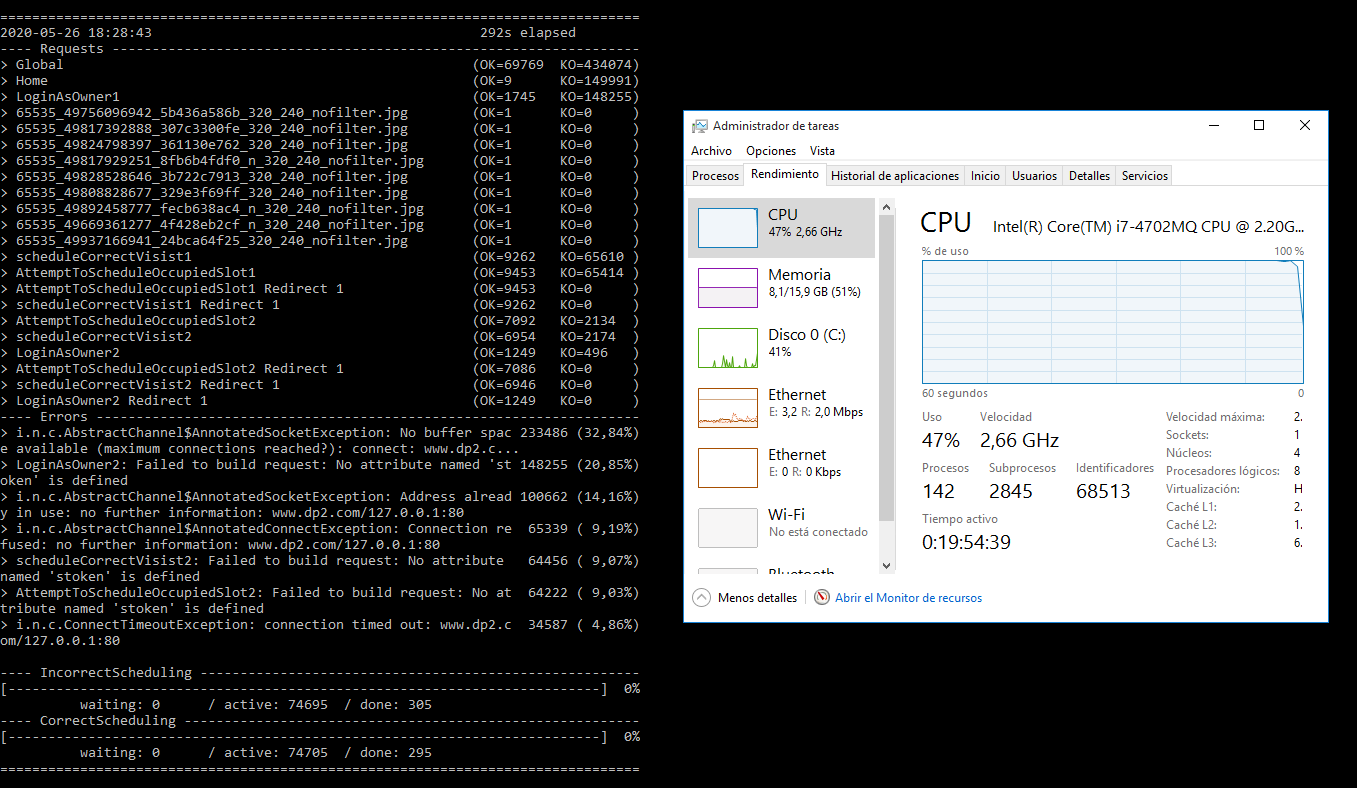 ================================================================================
2020-05-26 18:28:43                                         292s elapsed
---- Requests ------------------------------------------------------------------
> Global                                                   (OK=69769  KO=434074)
> Home                                                     (OK=9      KO=149991)
> LoginAsOwner1                                            (OK=1745   KO=148255)
> 65535_49756096942_5b436a586b_320_240_nofilter.jpg        (OK=1      KO=0     )
> 65535_49817392888_307c3300fe_320_240_nofilter.jpg        (OK=1      KO=0     )
> 65535_49824798397_361130e762_320_240_nofilter.jpg        (OK=1      KO=0     )
> 65535_49817929251_8fb6b4fdf0_n_320_240_nofilter.jpg      (OK=1      KO=0     )
> 65535_49828528646_3b722c7913_320_240_nofilter.jpg        (OK=1      KO=0     )
> 65535_49808828677_329e3f69ff_320_240_nofilter.jpg        (OK=1      KO=0     )
> 65535_49892458777_fecb638ac4_n_320_240_nofilter.jpg      (OK=1      KO=0     )
> 65535_49669361277_4f428eb2cf_n_320_240_nofilter.jpg      (OK=1      KO=0     )
> 65535_49937166941_24bca64f25_320_240_nofilter.jpg        (OK=1      KO=0     )
> scheduleCorrectVisist1                                   (OK=9262   KO=65610 )
> AttemptToScheduleOccupiedSlot1                           (OK=9453   KO=65414 )
> AttemptToScheduleOccupiedSlot1 Redirect 1                (OK=9453   KO=0     )
> scheduleCorrectVisist1 Redirect 1                        (OK=9262   KO=0     )
> AttemptToScheduleOccupiedSlot2                           (OK=7092   KO=2134  )
> scheduleCorrectVisist2                                   (OK=6954   KO=2174  )
> LoginAsOwner2                                            (OK=1249   KO=496   )
> AttemptToScheduleOccupiedSlot2 Redirect 1                (OK=7086   KO=0     )
> scheduleCorrectVisist2 Redirect 1                        (OK=6946   KO=0     )
> LoginAsOwner2 Redirect 1                                 (OK=1249   KO=0     )
---- Errors --------------------------------------------------------------------
> i.n.c.AbstractChannel$AnnotatedSocketException: No buffer spac 233486 (32,84%)
e available (maximum connections reached?): connect: www.dp2.c...
> LoginAsOwner2: Failed to build request: No attribute named 'st 148255 (20,85%)
oken' is defined
> i.n.c.AbstractChannel$AnnotatedSocketException: Address alread 100662 (14,16%)
y in use: no further information: www.dp2.com/127.0.0.1:80
> i.n.c.AbstractChannel$AnnotatedConnectException: Connection re  65339 ( 9,19%)
fused: no further information: www.dp2.com/127.0.0.1:80
> scheduleCorrectVisist2: Failed to build request: No attribute   64456 ( 9,07%)
named 'stoken' is defined
> AttemptToScheduleOccupiedSlot2: Failed to build request: No at  64222 ( 9,03%)
tribute named 'stoken' is defined
> i.n.c.ConnectTimeoutException: connection timed out: www.dp2.c  34587 ( 4,86%)
om/127.0.0.1:80
---- IncorrectScheduling -------------------------------------------------------
[--------------------------------------------------------------------------]  0%
waiting: 0      / active: 74695  / done: 305
---- CorrectScheduling ---------------------------------------------------------
[--------------------------------------------------------------------------]  0%
waiting: 0      / active: 74705  / done: 295
================================================================================
Administrador de tareas
Archivo Opciones Vista
Procesos Rendimiento Historial de aplicaciones Inicio Usuarios Detalles Servicios
CPU
47% 2,66 GHz
Memoria
8,1/15,9 GB (51%)
Disco 0 (C:)
41%
Ethernet
E: 3,2 R: 2,0 Mbps
Ethernet
E: 0 R: 0 Kbps
Wi-Fi
No está conectado
Bluetooth
CPU Intel(R) Core(TM) i7-4702MQ CPU @ 2.20G...
% de uso 100 %
60 segundos 0
Uso Velocidad
47% 2,66 GHz
Procesos Subprocesos Identificadores
142 2845 68513
Tiempo activo
0:19:54:39
Velocidad máxima: 2.
Sockets: 1
Núcleos: 4
Procesadores lógicos: 8
Virtualización: H
Caché L1: 2.
Caché L2: 1.
Caché L3: 6.
Menos detalles Abrir el Monitor de recursos